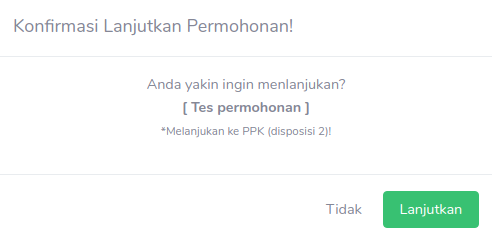 Konfirmasi Lanjutkan Permohonan!
Anda yakin ingin menlanjukan?
[ Tes permohonan ]
*Melanjukan ke PPK (disposisi 2)!
Tidak
Lanjutkan